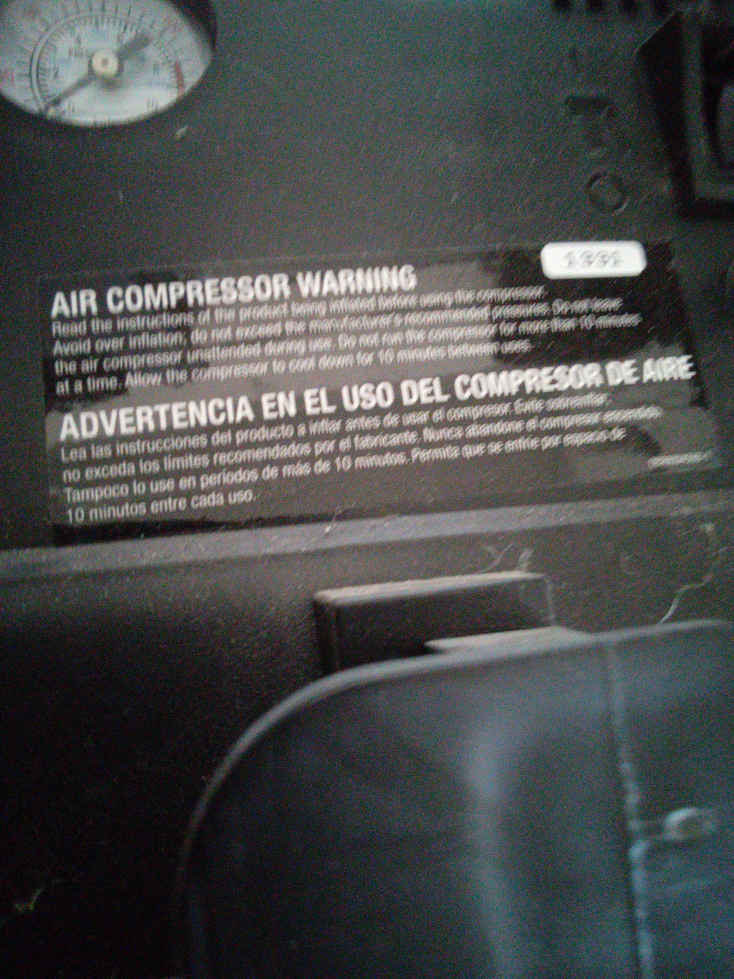 AIR COMPRESSOR WARNING
Read the instructions of the product being inflated before using the compressor.
Avoid over inflation, do not exceed the manufacturer's recommended pressures. Do not leave
the air compressor unattended during use. Do not run the compressor for more than 10 minutes
at a time. Allow the compressor to cool down for 10 minutes between uses.
ADVERTENCIA EN EL USO DEL COMPRESOR DE AIRE
Lea las instrucciones del producto a inflar antes de usar el compresor. Evite sobreinflar,
no exceda los límites recomendados por el fabricante. Nunca abandone el compresor encendido.
Tampoco lo use en períodos de más de 10 minutos. Permita que se enfríe por espacio de
10 minutos entre cada uso.